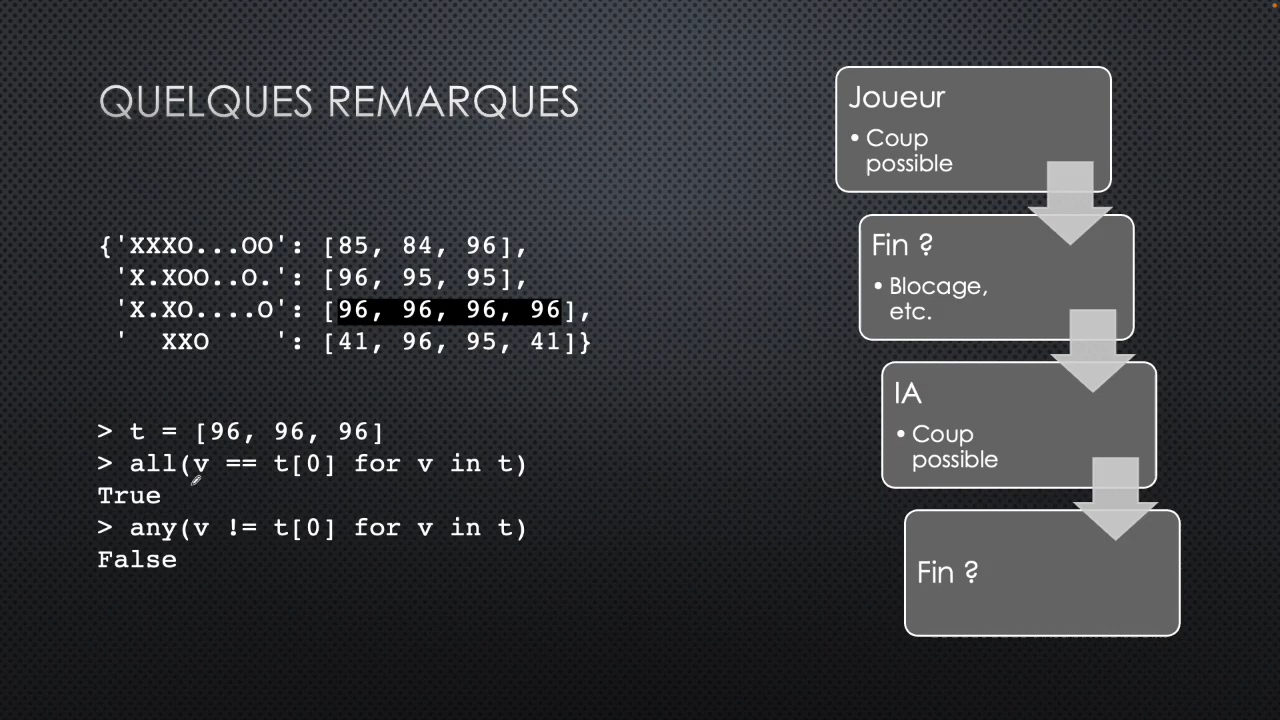 QUELQUES REMARQUES
{'XXXO...OO': [85, 84, 96],
'X.XOO..O.': [96, 95, 95],
'X.XO....O': [96, 96, 96, 96],
'  XXO    ': [41, 96, 95, 41]}
> t = [96, 96, 96]
> all(v == t[0] for v in t)
True
> any(v != t[0] for v in t)
False
Joueur
• Coup
possible
Fin ?
• Blocage,
etc.
IA
• Coup
possible
Fin ?